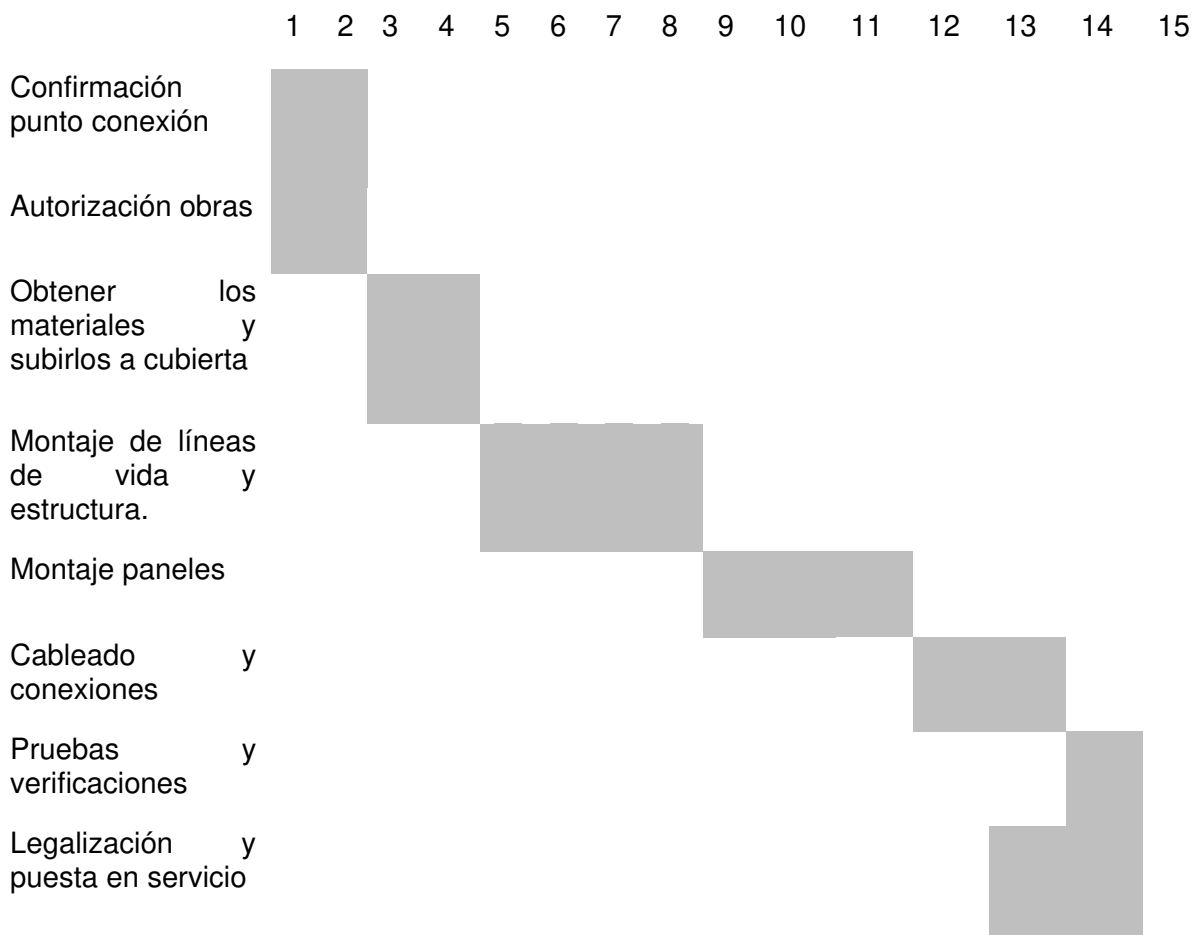 1 2 3 4 5 6 7 8 9 10 11 12 13 14 15
Confirmación
punto conexión
Autorización obras
Obtener los
materiales y
subirlos a cubierta
Montaje de líneas
de vida y
estructura.
Montaje paneles
Cableado y
conexiones
Pruebas y
verificaciones
Legalización y
puesta en servicio